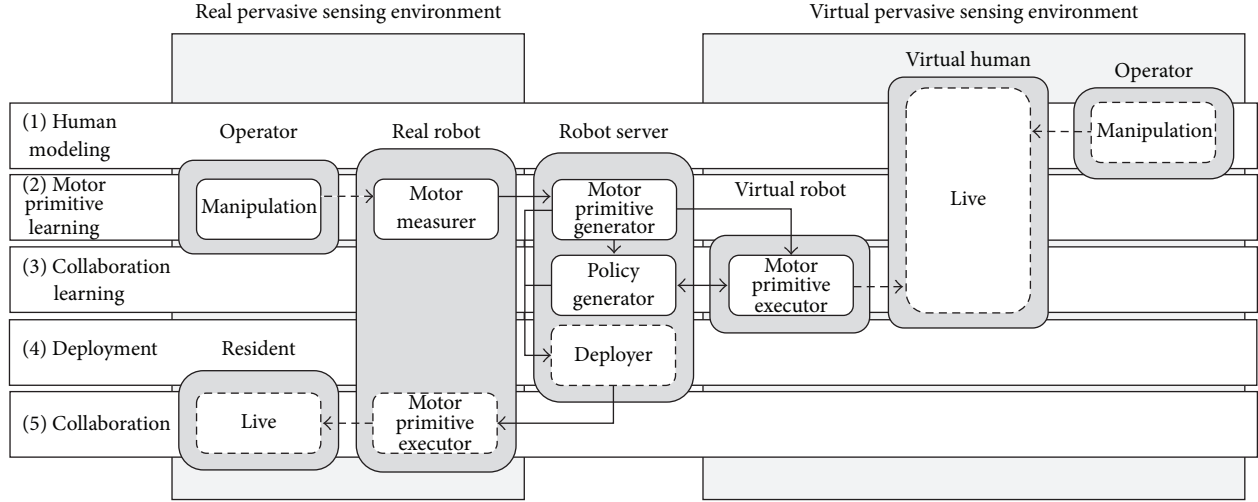 Real pervasive sensing environment
Virtual pervasive sensing environment
Virtual human
Operator
(1) Human
modeling
Operator
Real robot
Robot server
Manipulation
(2) Motor
primitive
learning
Manipulation
Motor
measurer
Motor
primitive
generator
Virtual robot
Live
(3) Collaboration
learning
Policy
generator
Motor
primitive
executor
(4) Deployment
Resident
Deployer
(5) Collaboration
Live
Motor
primitive
executor